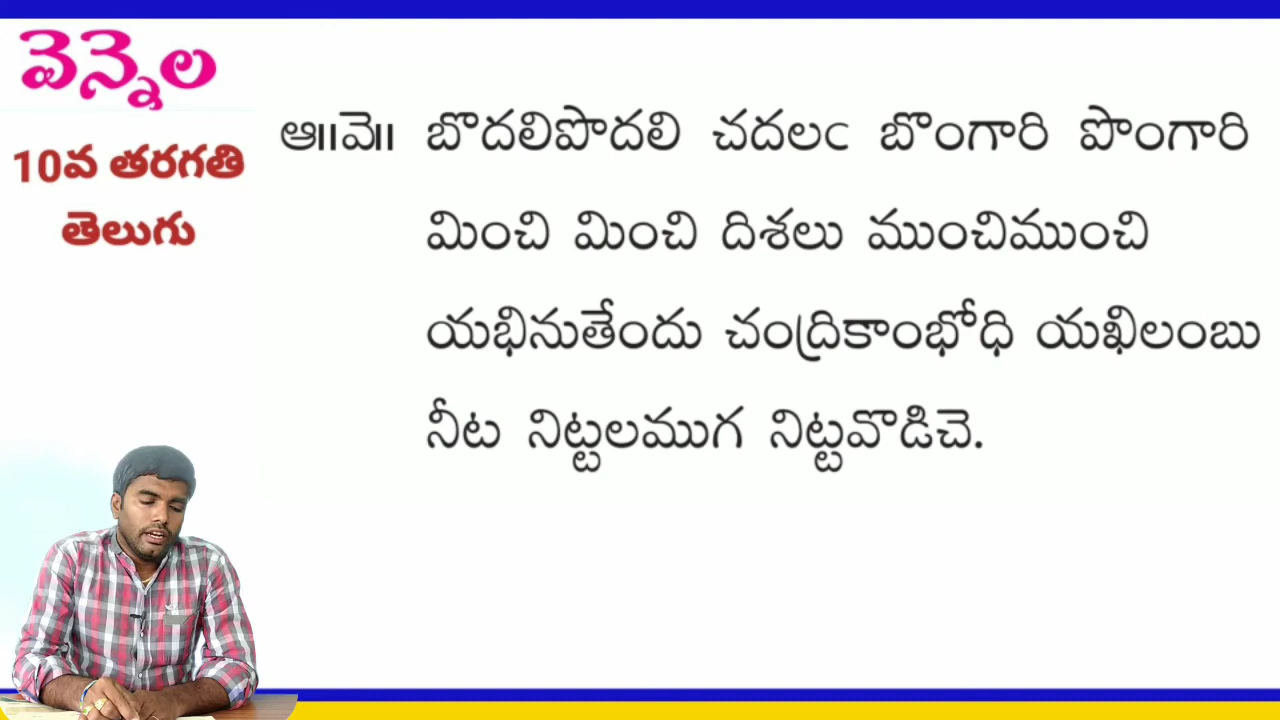 వెన్నెల
10వ తరగతి
తెలుగు
ఆ॥వె॥ బొదలిపొదలి చదలఁ బొంగారి పొంగారి
మించి మించి దిశలు ముంచిముంచి
యభినుతేందు చంద్రికాంభోధి యఖిలంబు
నీట నిట్టలముగ నిట్టవొడిచె.